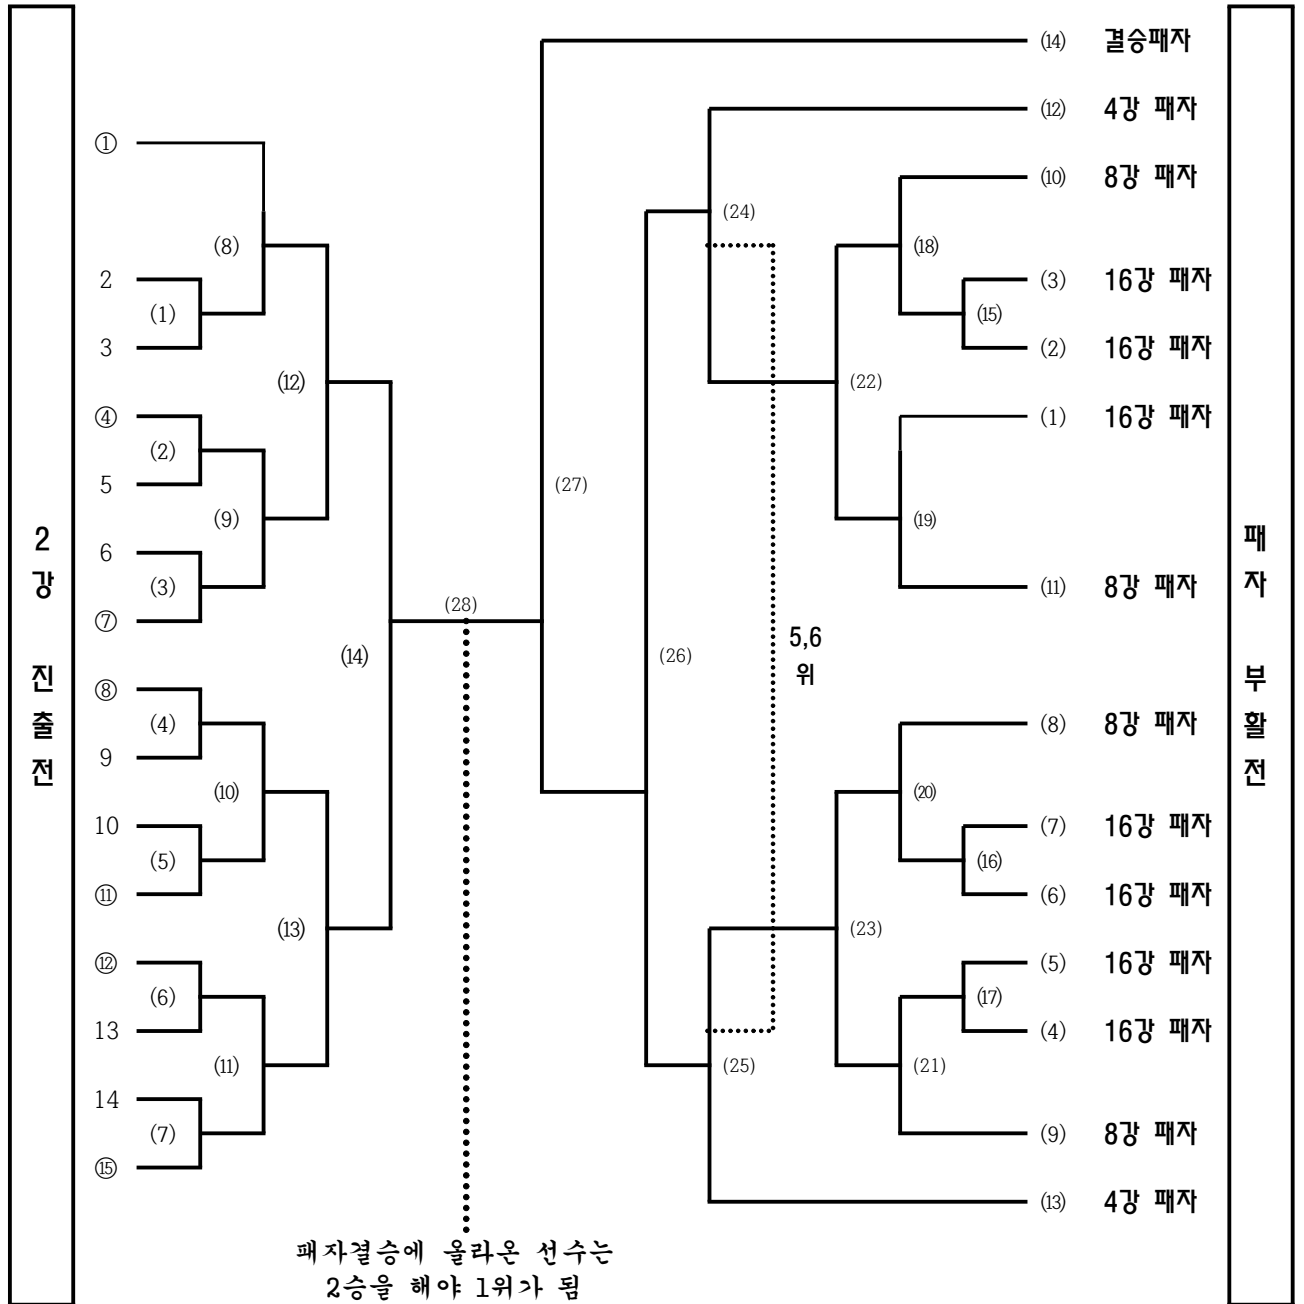 2강 진출전
①
2
3
④
5
6
⑦
⑧
9
10
⑪
⑫
13
14
⑮
(1)
(2)
(3)
(4)
(5)
(6)
(7)
(8)
(9)
(10)
(11)
(12)
(13)
(14)
(28)
패자결승에 올라온 선수는
2승을 해야 1위가 됨
(27)
(26)
(24)
(25)
5,6
위
(22)
(23)
(18)
(19)
(20)
(21)
(15)
(16)
(17)
(14) 결승패자
(12) 4강 패자
(10) 8강 패자
(3) 16강 패자
(2) 16강 패자
(1) 16강 패자
(11) 8강 패자
(8) 8강 패자
(7) 16강 패자
(6) 16강 패자
(5) 16강 패자
(4) 16강 패자
(9) 8강 패자
(13) 4강 패자
패자 부활전